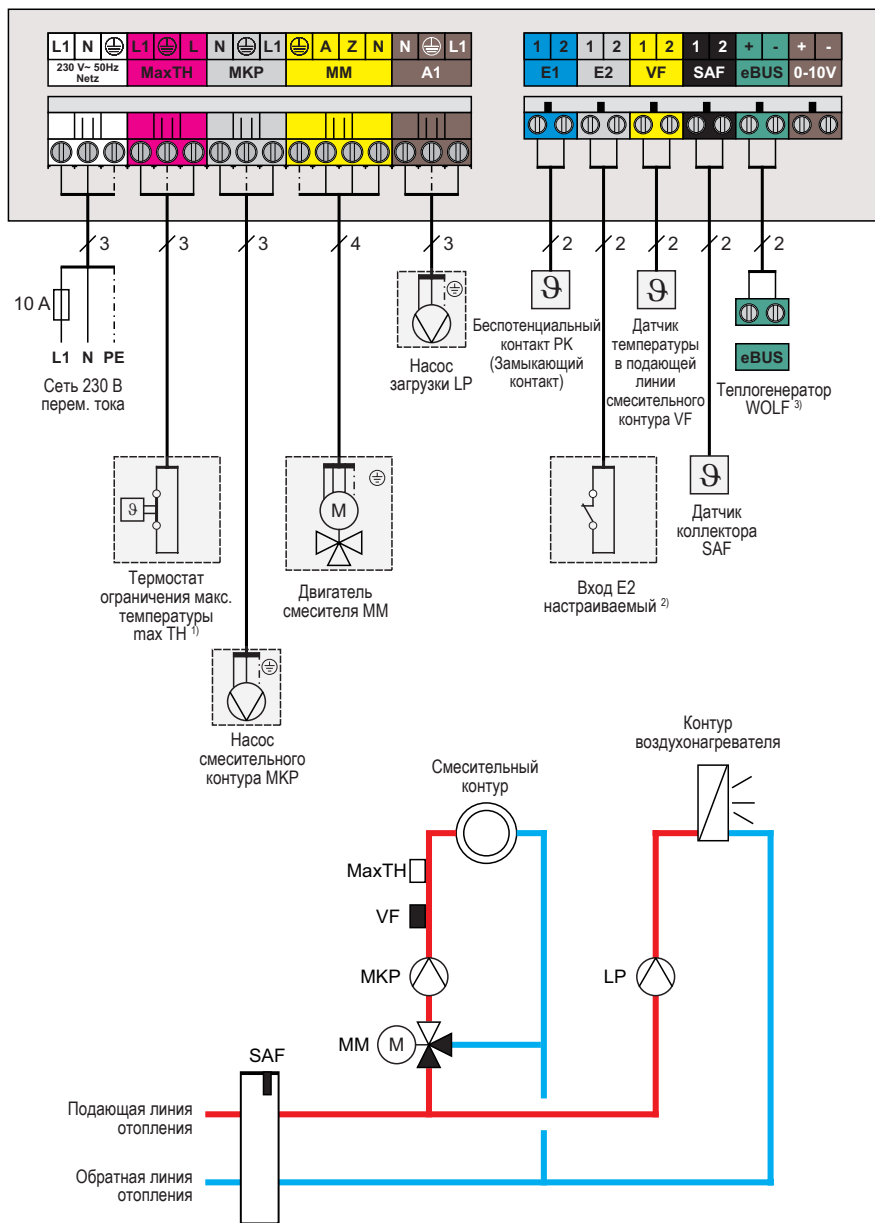 L1 N L1 L N L1 A Z N N L1
230 V~ 50Hz
Netz
MaxTH MKP MM A1
1 2 1 2 1 2 1 2 + - + -
E1 E2 VF SAF eBUS 0-10V
3 3 3 4 3 2 2 2 2 2
10 A
L1 N PE
Сеть 230 В
перем. тока
Насос
загрузки LP
ϑ
Беспотенциальный
контакт PK
(Замыкающий
контакт)
ϑ
Датчик
температуры
в подающей
линии
смесительного
контура VF
eBUS
Теплогенератор
WOLF 3)
ϑ
Термостат
ограничения макс.
температуры
max TH 1)
M
Двигатель
смесителя MM
Вход E2
настраиваемый 2)
ϑ
Датчик
коллектора
SAF
Насос
смесительного
контура MKP
Смесительный
контур
Контур
воздухонагревателя
MaxTH
VF
MKP
LP
MM M
SAF
Подающая линия
отопления
Обратная линия
отопления